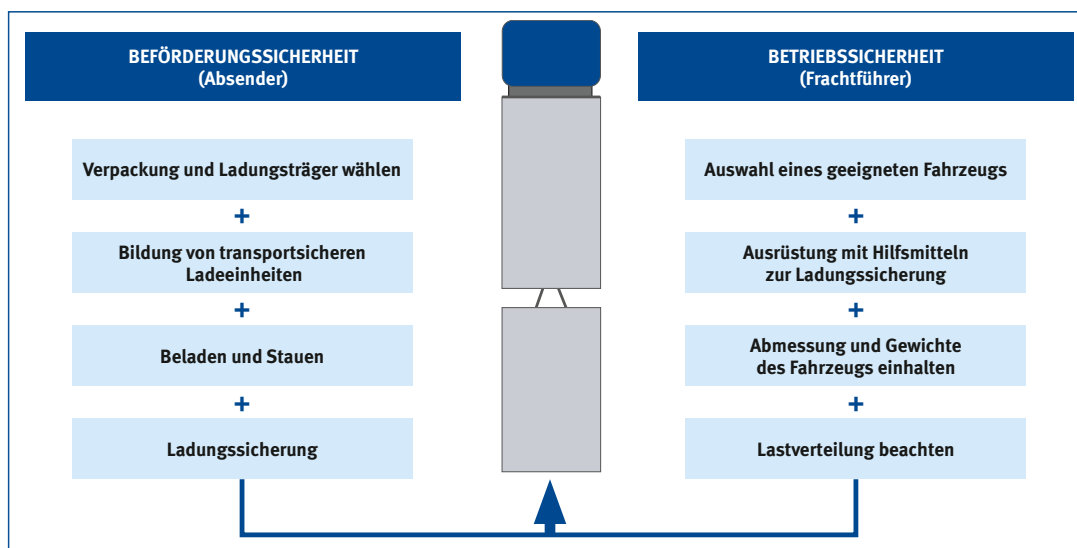 BEFÖRDERUNGSSICHERHEIT
(Absender)
Verpackung und Ladungsträger wählen
+
Bildung von transportsicheren
Ladeeinheiten
+
Beladen und Stauen
+
Ladungssicherung
BETRIEBSSICHERHEIT
(Frachtführer)
Auswahl eines geeigneten Fahrzeugs
+
Ausrüstung mit Hilfsmitteln
zur Ladungssicherung
+
Abmessung und Gewichte
des Fahrzeugs einhalten
+
Lastverteilung beachten